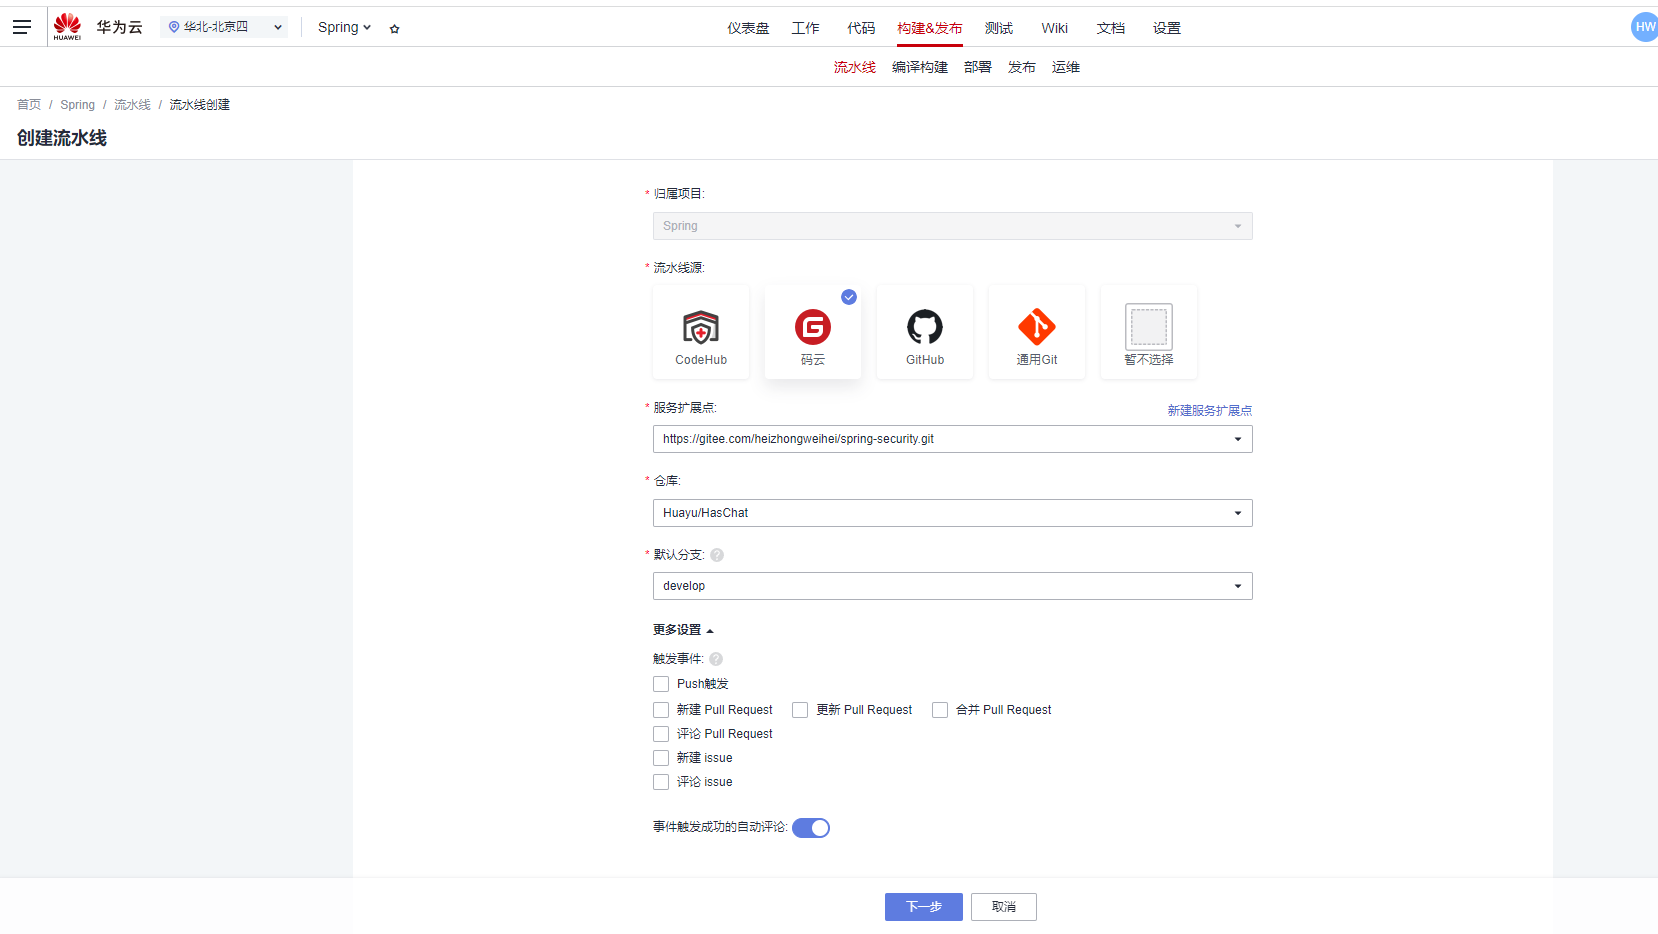 HUAWEI 华为云 华北-北京四 Spring 仪表盘 工作 代码 构建&发布 测试 Wiki 文档 设置 HW
流水线 编译构建 部署 发布 运维
首页 / Spring / 流水线 / 流水线创建
创建流水线
* 归属项目:
Spring
* 流水线源:
CodeHub 码云 GitHub 通用Git 暂不选择
* 服务扩展点: 新建服务扩展点
https://gitee.com/heizhongweihei/spring-security.git
* 仓库:
Huayu/HasChat
* 默认分支: ?
develop
更多设置
触发事件: ?
Push触发
新建 Pull Request 更新 Pull Request 合并 Pull Request
评论 Pull Request
新建 issue
评论 issue
事件触发成功的自动评论:
下一步 取消